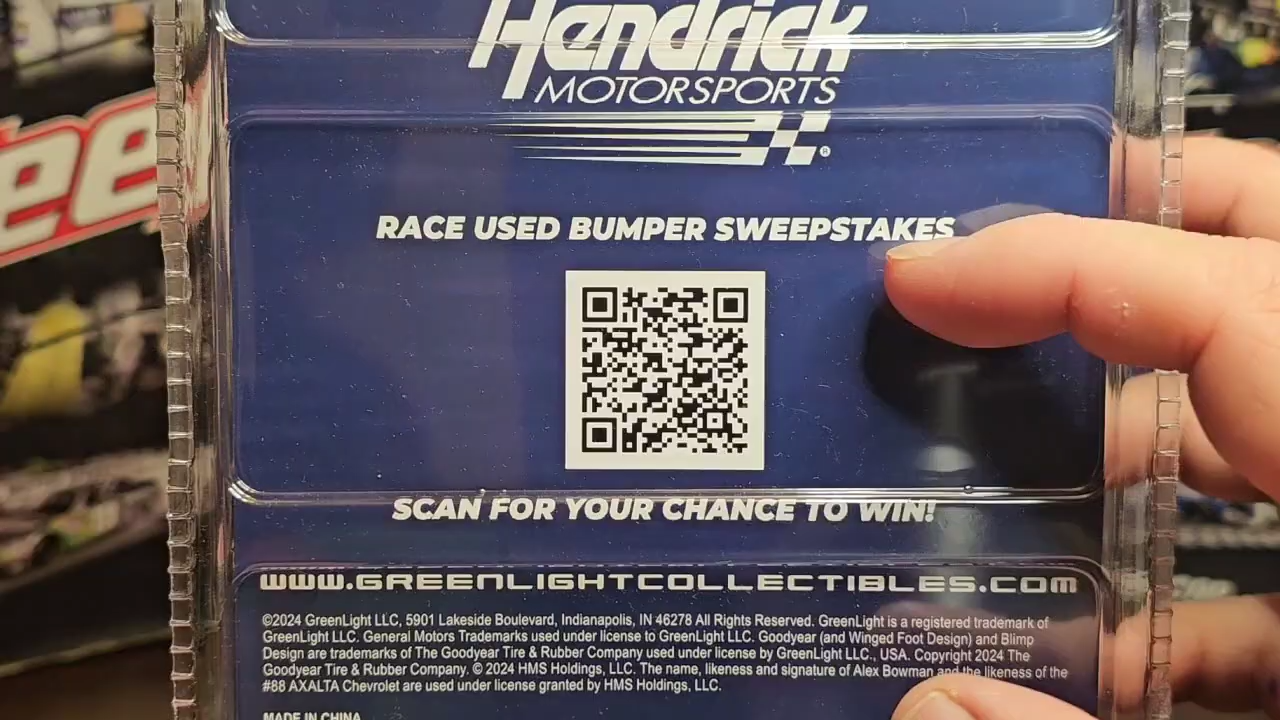 Hendrick
MOTORSPORTS
®
RACE USED BUMPER SWEEPSTAKES
SCAN FOR YOUR CHANCE TO WIN!
WWW.GREENLIGHTCOLLECTIBLES.COM
©2024 GreenLight LLC, 5901 Lakeside Boulevard, Indianapolis, IN 46278 All Rights Reserved. GreenLight is a registered trademark of
GreenLight LLC. General Motors Trademarks used under license to GreenLight LLC. Goodyear (and Winged Foot Design) and Blimp
Design are trademarks of The Goodyear Tire & Rubber Company used under license by GreenLight LLC., USA. Copyright 2024 The
Goodyear Tire & Rubber Company. © 2024 HMS Holdings, LLC. The name, likeness and signature of Alex Bowman and the likeness of the
#88 AXALTA Chevrolet are used under license granted by HMS Holdings, LLC.
MADE IN CHINA